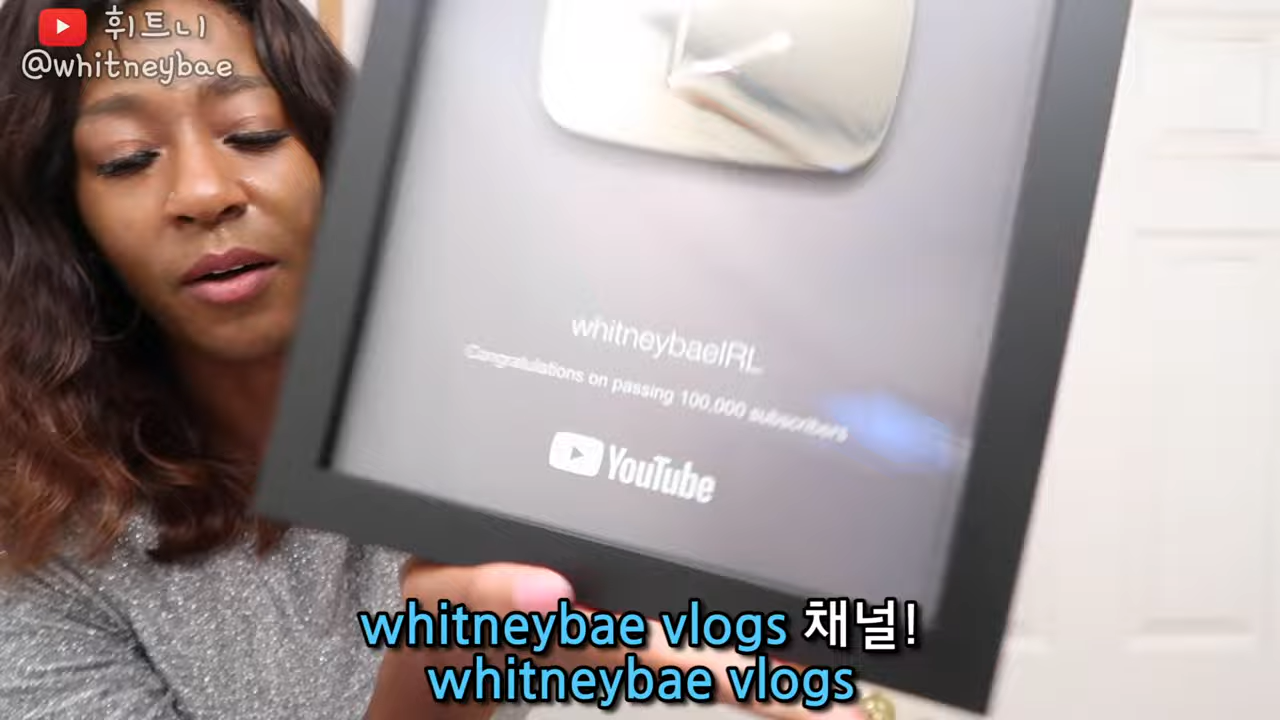 휘트니
@whitneybae
whitneybaeIRL
Congratulations on passing 100,000 subscribers
YouTube
whitneybae vlogs 채널!
whitneybae vlogs